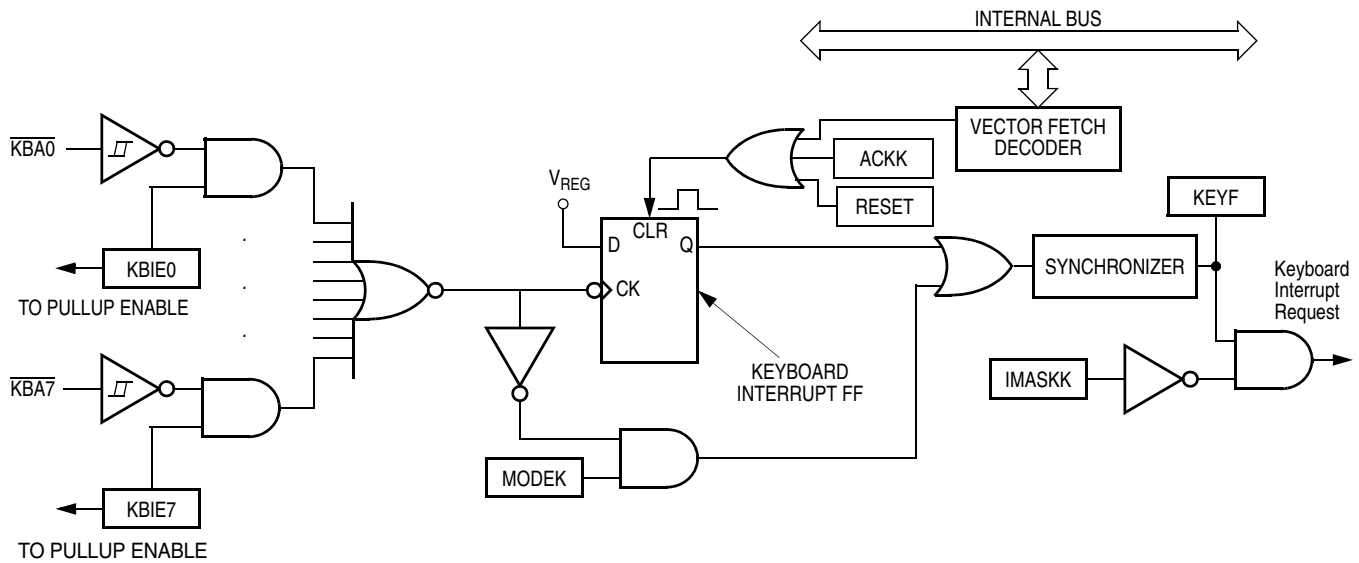 INTERNAL BUS
KBA0
VECTOR FETCH
DECODER
ACKK
VREG
RESET
KEYF
CLR
D
Q
KBIE0
SYNCHRONIZER
Keyboard
Interrupt
Request
CK
TO PULLUP ENABLE
KBA7
KEYBOARD
INTERRUPT FF
IMASKK
MODEK
KBIE7
TO PULLUP ENABLE